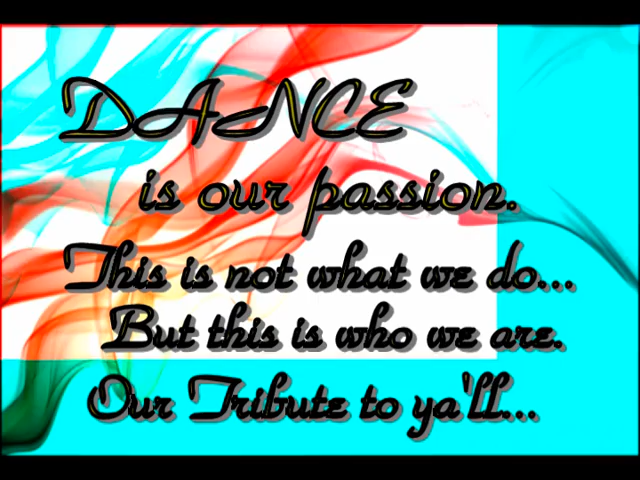 DANCE
is our passion.
This is not what we do...
But this is who we are.
Our Tribute to ya'll...